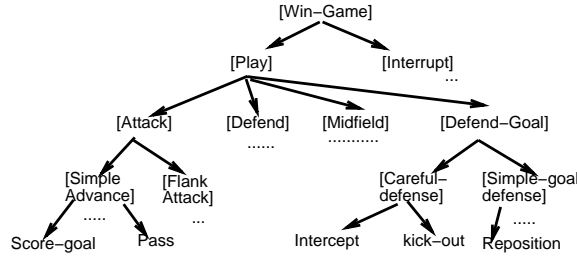 [Win-Game]
[Play]
[Interrupt]
...
[Attack]
[Defend]
[Midfield]
[Defend-Goal]
......
...........
[Simple
Advance]
.....
[Flank
Attack]
...
[Careful-
defense]
[Simple-goal
defense]
.....
Score-goal
Pass
Intercept
kick-out
Reposition